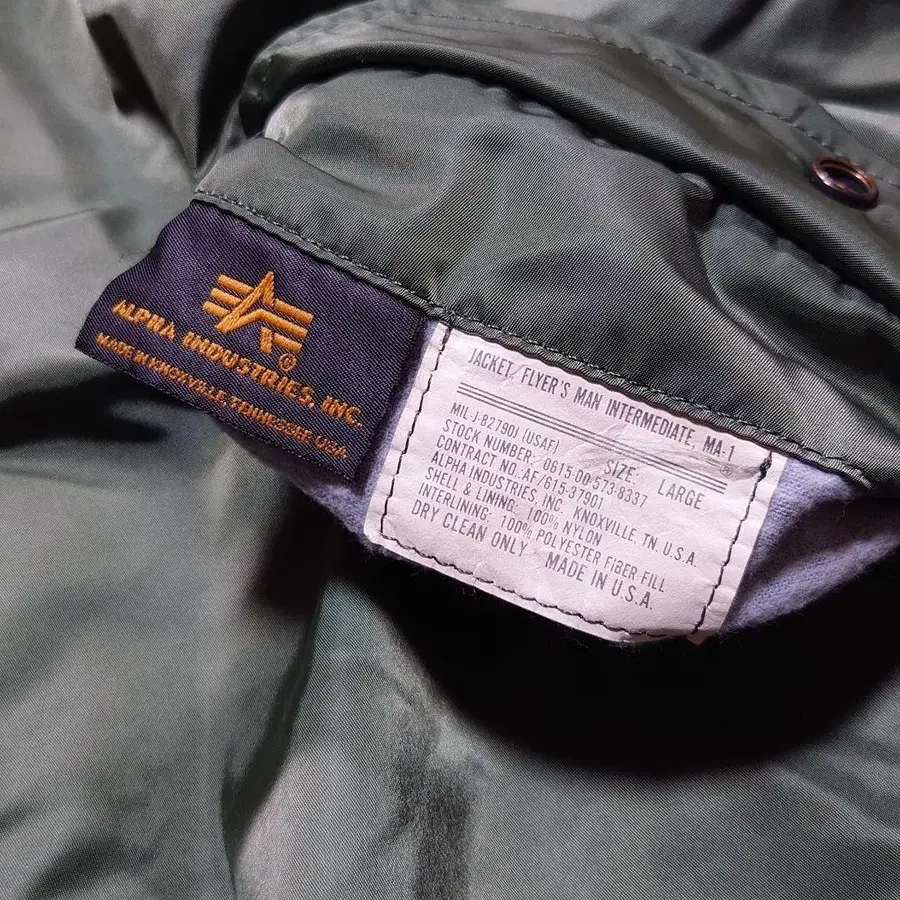 ALPHA INDUSTRIES, INC.
MADE IN KNOXVILLE, TENNESSEE USA
JACKET, FLYER'S MAN INTERMEDIATE, MA-1
®
SIZE: LARGE
MIL-J-8279OJ (USAF)
STOCK NUMBER. 0615-00-573-8337
CONTRACT NO. AF/615-37901
ALPHA INDUSTRIES, INC. KNOXVILLE, TN. U.S.A.
SHELL & LINING: 100% NYLON
INTERLINING: 100% POLYESTER FIBER FILL
DRY CLEAN ONLY MADE IN U.S.A.